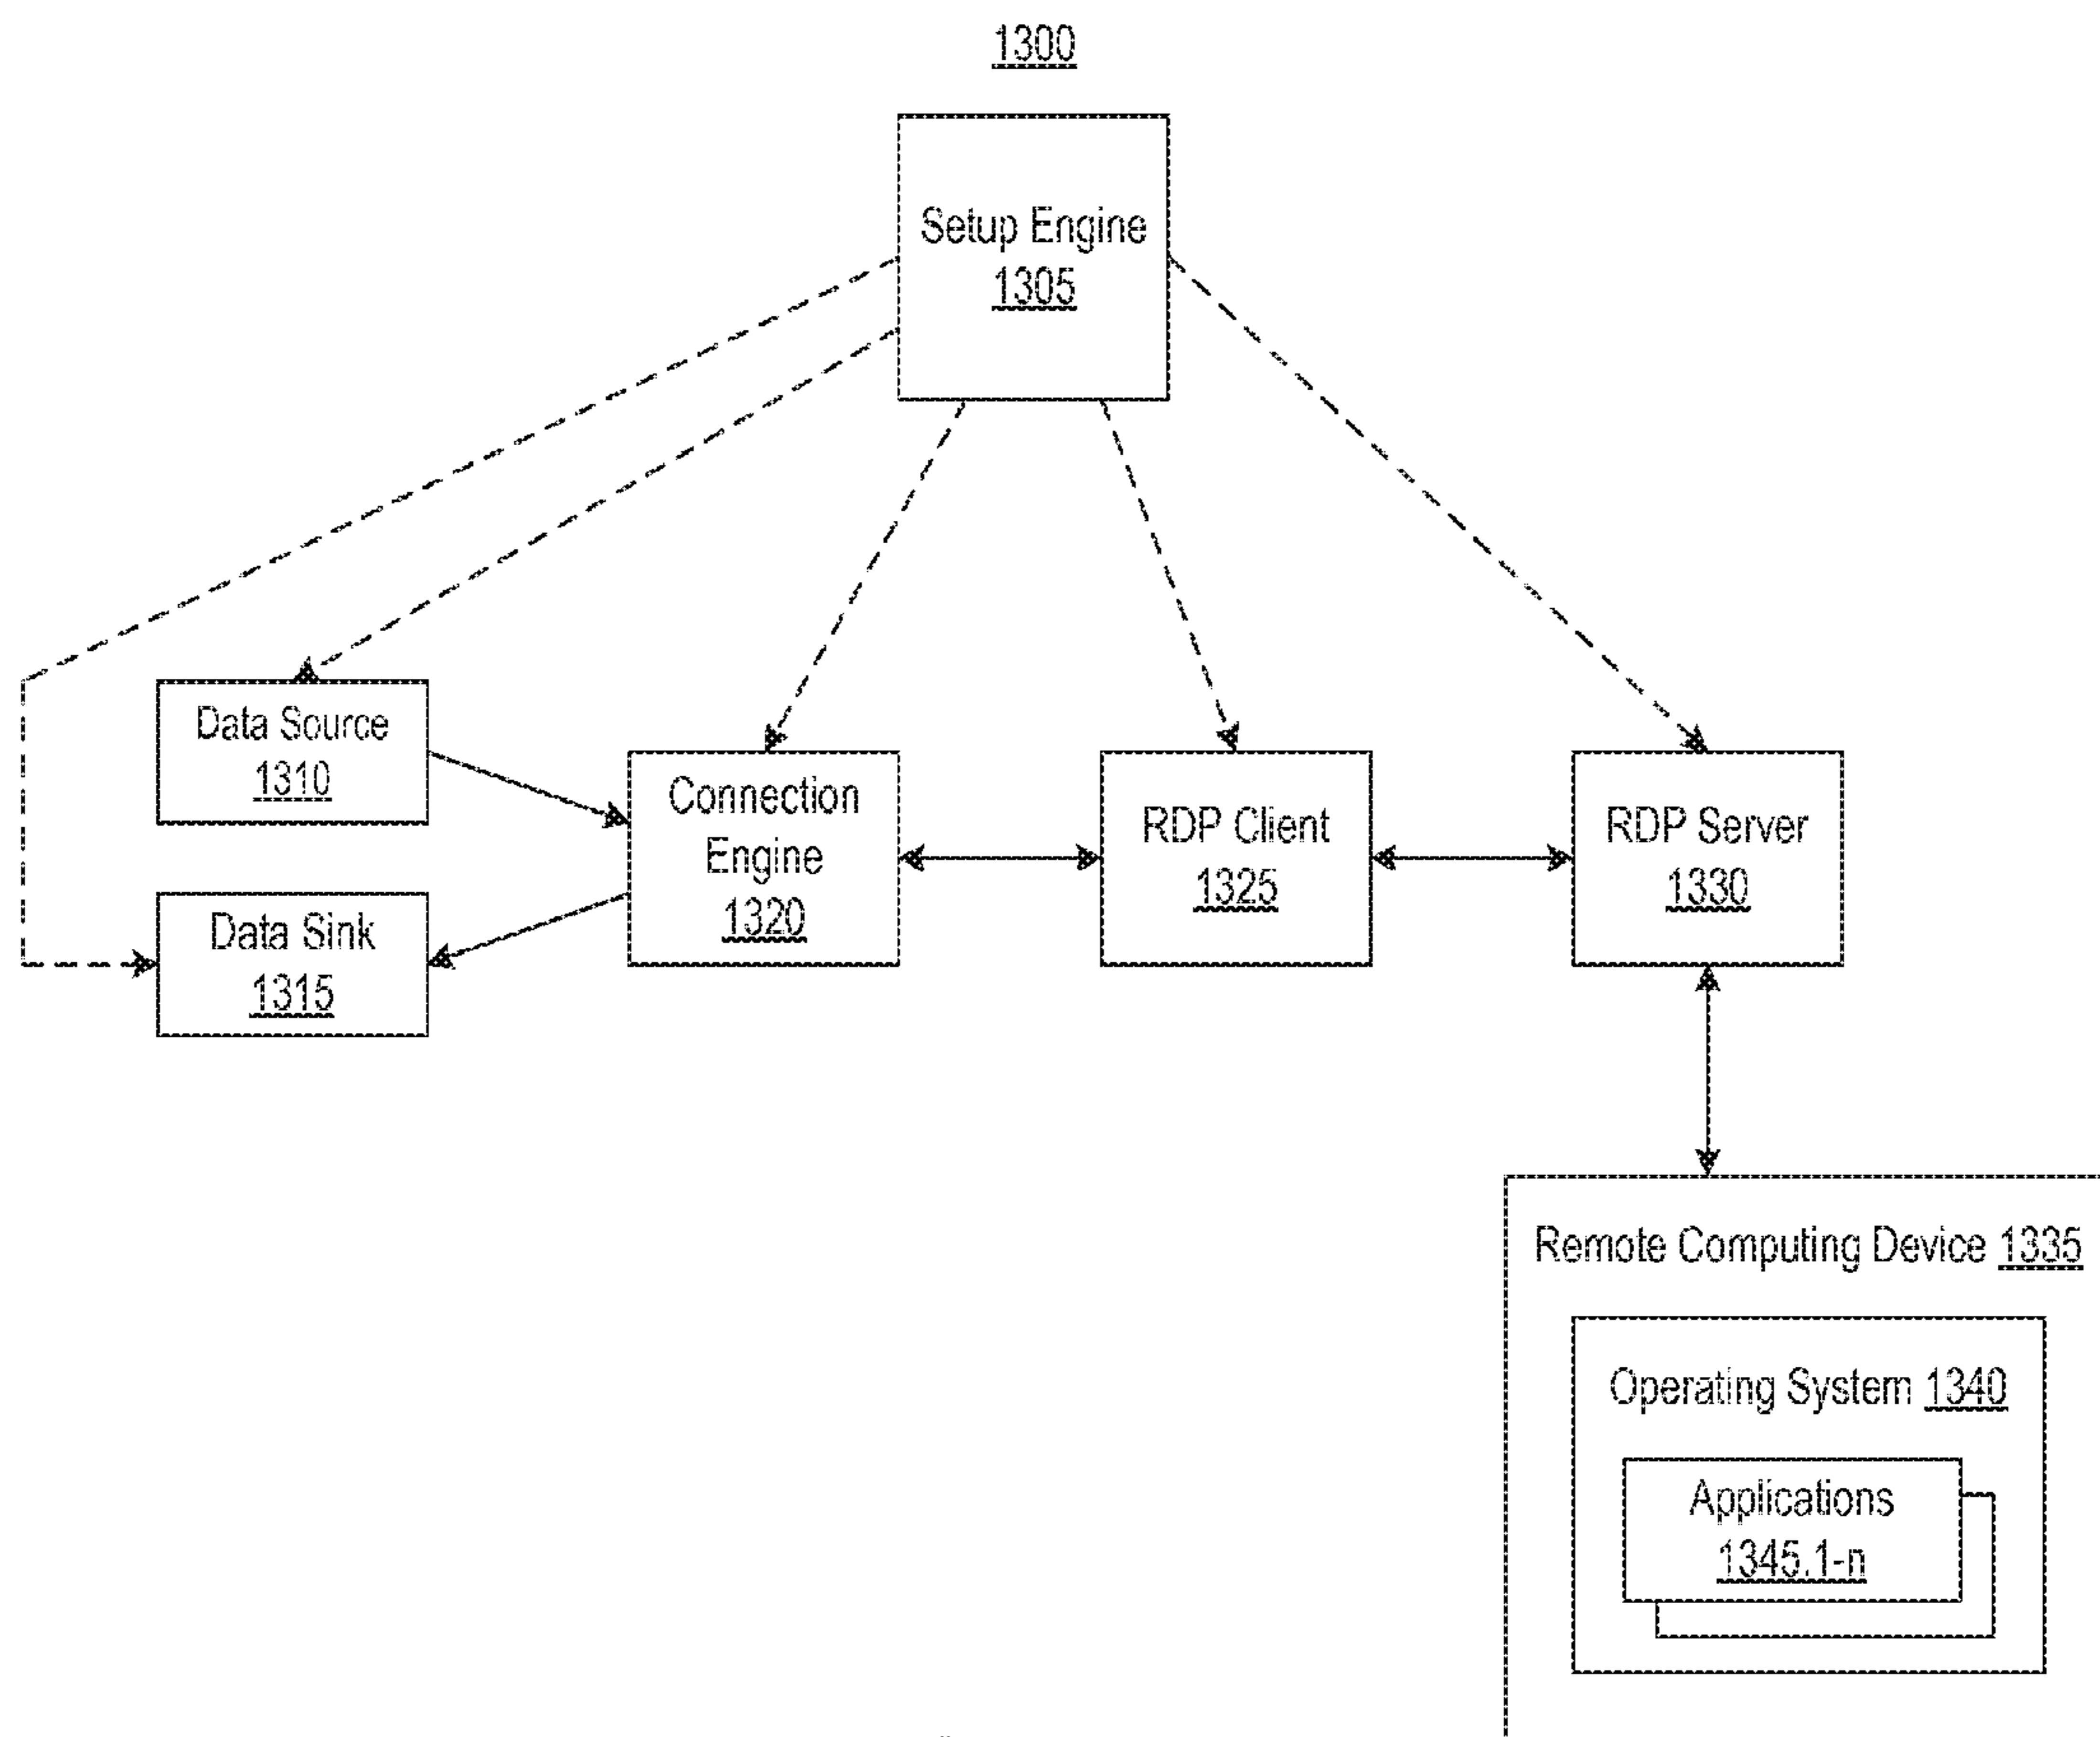 1300
Setup Engine
1305
Data Source
1310
Data Sink
1315
Connection
Engine
1320
RDP Client
1325
RDP Server
1330
Remote Computing Device 1335
Operating System 1340
Applications
1345.1-n